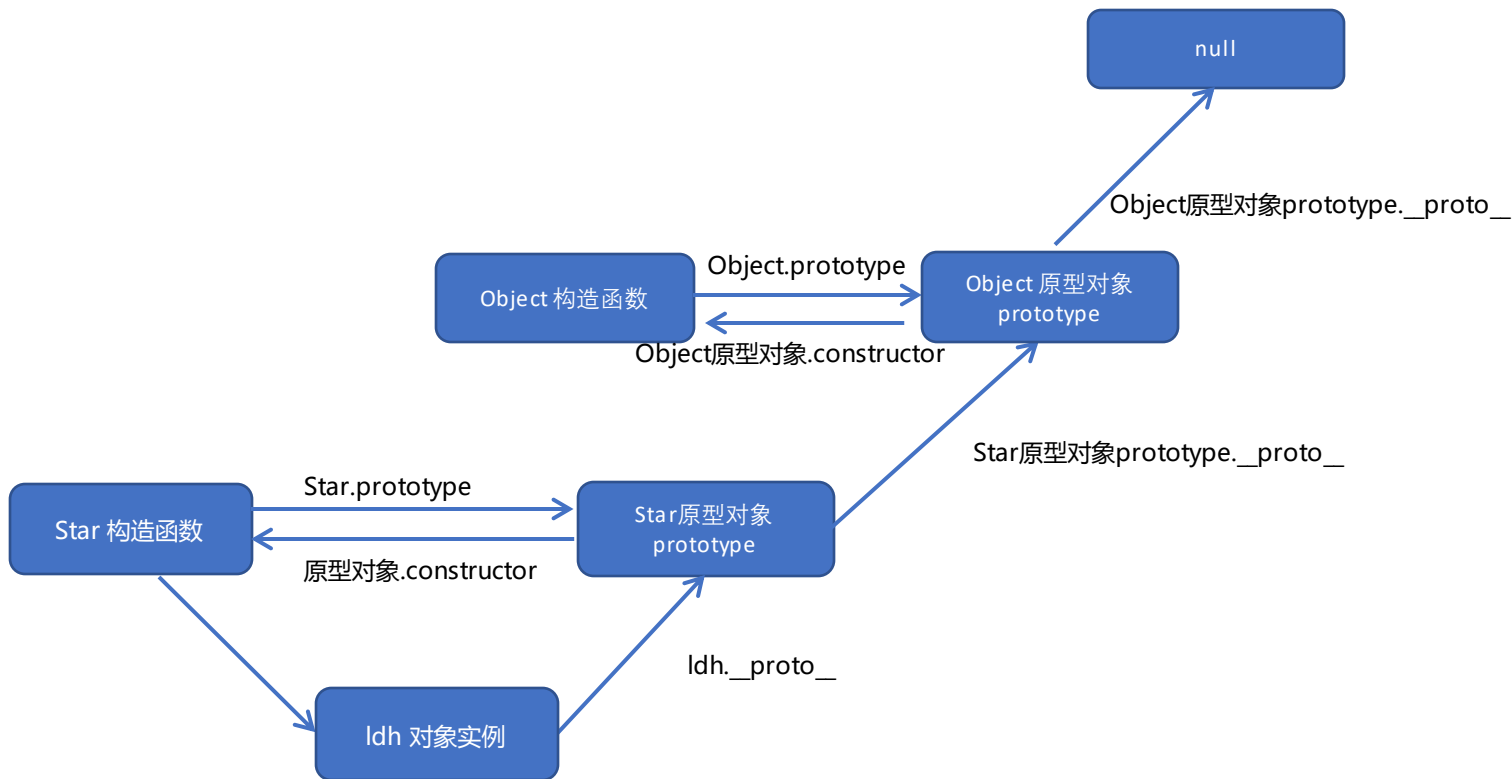 null
Object原型对象prototype.__proto__
Object.prototype
Object 构造函数
Object 原型对象
prototype
Object原型对象.constructor
Star原型对象prototype.__proto__
Star.prototype
Star 构造函数
Star原型对象
prototype
原型对象.constructor
ldh.__proto__
ldh 对象实例